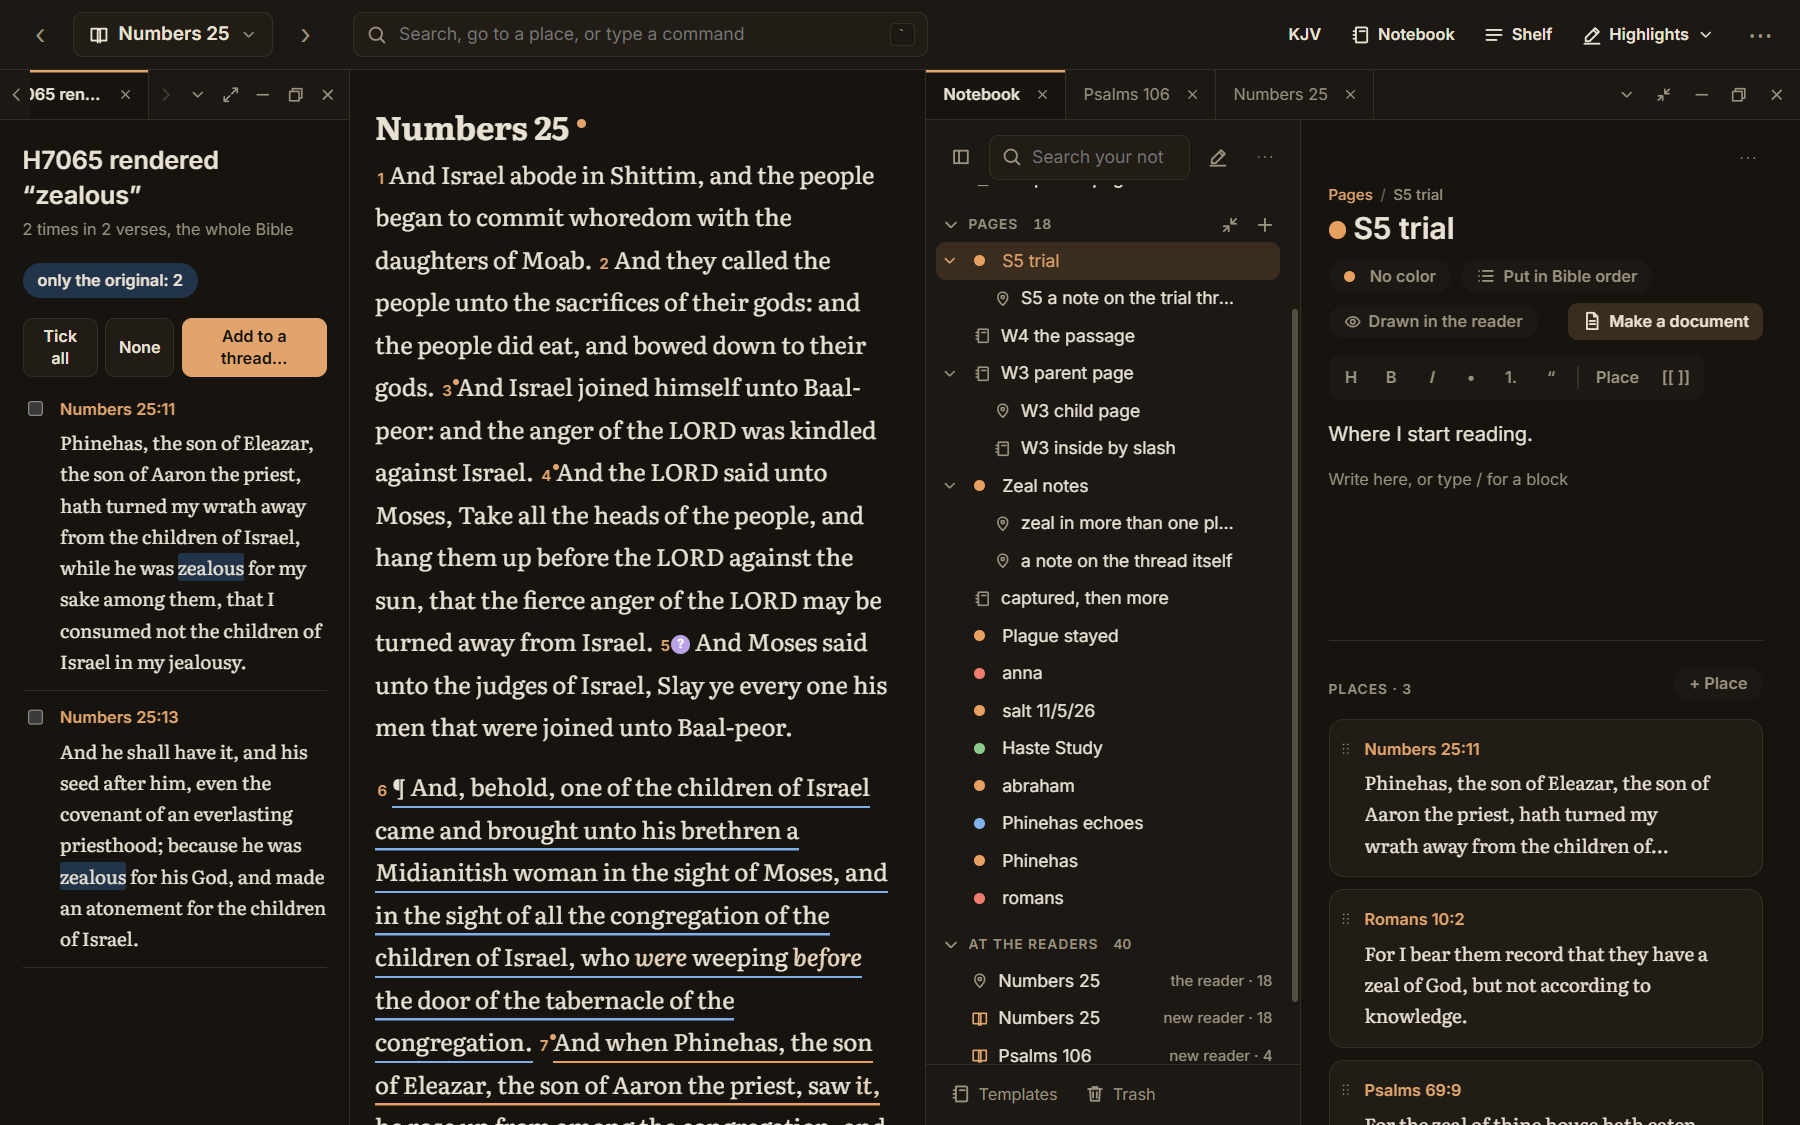 Numbers 25
Search, go to a place, or type a command
`
KJV
Notebook
Shelf
Highlights
065 ren...
H7065 rendered
“zealous”
2 times in 2 verses, the whole Bible
only the original: 2
Tick
all
None
Add to a
thread...
Numbers 25:11
Phinehas, the son of Eleazar,
the son of Aaron the priest,
hath turned my wrath away
from the children of Israel,
while he was zealous for my
sake among them, that I
consumed not the children of
Israel in my jealousy.
Numbers 25:13
And he shall have it, and his
seed after him, even the
covenant of an everlasting
priesthood; because he was
zealous for his God, and made
an atonement for the children
of Israel.
Numbers 25
1 And Israel abode in Shittim, and the people
began to commit whoredom with the
daughters of Moab. 2 And they called the
people unto the sacrifices of their gods: and
the people did eat, and bowed down to their
gods. 3 And Israel joined himself unto Baal-
peor: and the anger of the LORD was kindled
against Israel. 4 And the LORD said unto
Moses, Take all the heads of the people, and
hang them up before the LORD against the
sun, that the fierce anger of the LORD may be
turned away from Israel. 5 ? And Moses said
unto the judges of Israel, Slay ye every one his
men that were joined unto Baal-peor.
6 ¶ And, behold, one of the children of Israel
came and brought unto his brethren a
Midianitish woman in the sight of Moses, and
in the sight of all the congregation of the
children of Israel, who were weeping before
the door of the tabernacle of the
congregation. 7 And when Phinehas, the son
of Eleazar, the son of Aaron the priest, saw it,
he rose up from among the congregation, and
Notebook
Psalms 106
Numbers 25
Search your not
PAGES 18
S5 trial
S5 a note on the trial thr...
W4 the passage
W3 parent page
W3 child page
W3 inside by slash
Zeal notes
zeal in more than one pl...
a note on the thread itself
captured, then more
Plague stayed
anna
salt 11/5/26
Haste Study
abraham
Phinehas echoes
Phinehas
romans
AT THE READERS 40
Numbers 25 the reader · 18
Numbers 25 new reader · 18
Psalms 106 new reader · 4
Templates
Trash
Pages / S5 trial
S5 trial
No color
Put in Bible order
Drawn in the reader
Make a document
H B I • 1. “ Place [[ ]]
Where I start reading.
Write here, or type / for a block
PLACES · 3
+ Place
Numbers 25:11
Phinehas, the son of Eleazar, the son of
Aaron the priest, hath turned my
wrath away from the children of...
Romans 10:2
For I bear them record that they have a
zeal of God, but not according to
knowledge.
Psalms 69:9
For the zeal of thine house hath eaten